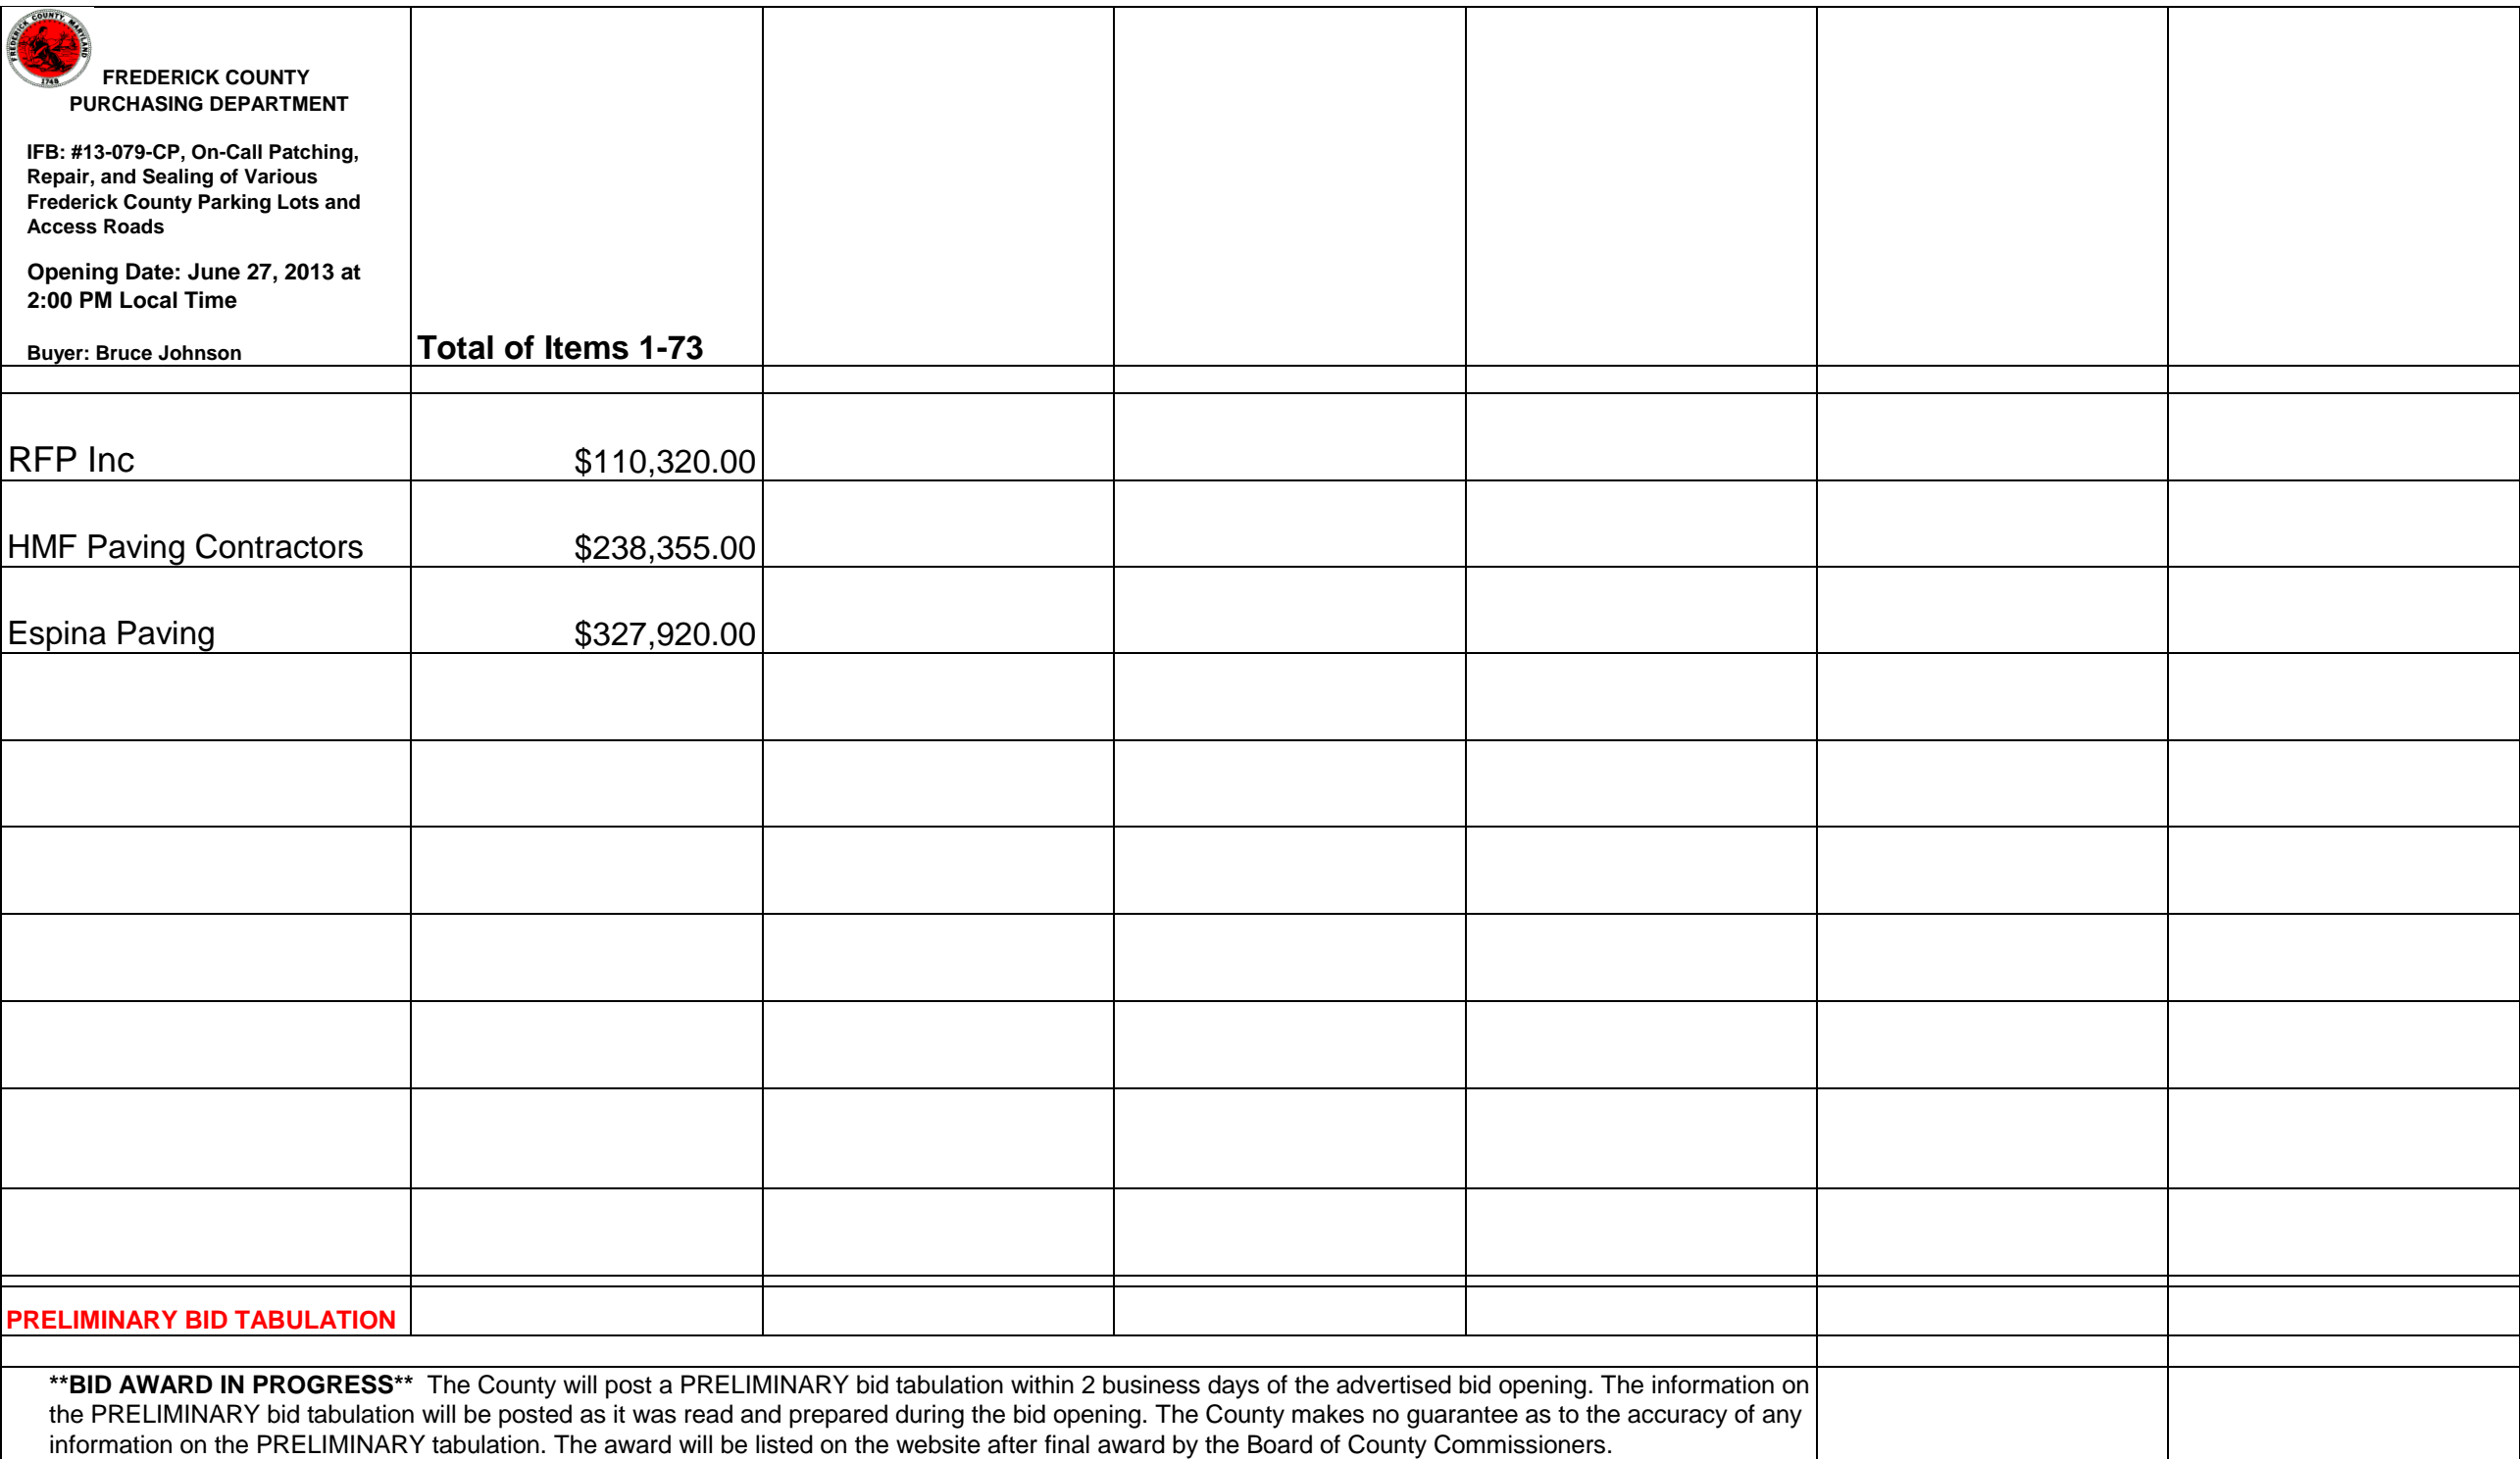 FREDERICK COUNTY, MARYLAND
1748
FREDERICK COUNTY
PURCHASING DEPARTMENT
IFB: #13-079-CP, On-Call Patching,
Repair, and Sealing of Various
Frederick County Parking Lots and
Access Roads
Opening Date: June 27, 2013 at
2:00 PM Local Time
Buyer: Bruce Johnson
Total of Items 1-73
RFP Inc
$110,320.00
HMF Paving Contractors
$238,355.00
Espina Paving
$327,920.00
PRELIMINARY BID TABULATION
**BID AWARD IN PROGRESS** The County will post a PRELIMINARY bid tabulation within 2 business days of the advertised bid opening. The information on
the PRELIMINARY bid tabulation will be posted as it was read and prepared during the bid opening. The County makes no guarantee as to the accuracy of any
information on the PRELIMINARY tabulation. The award will be listed on the website after final award by the Board of County Commissioners.